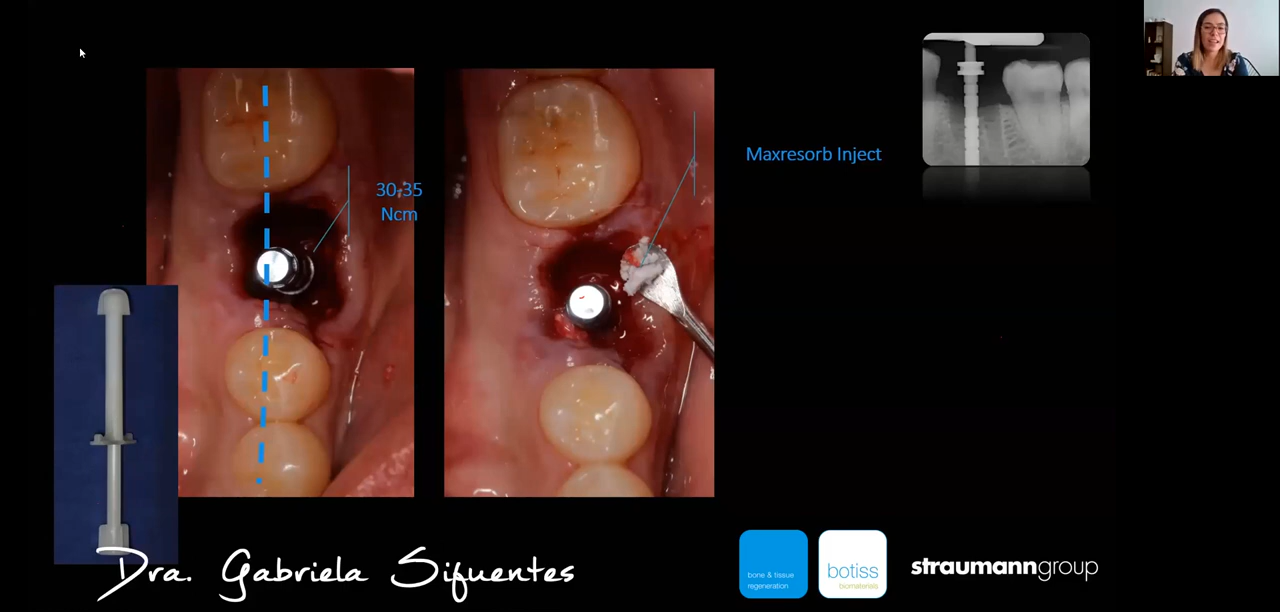 30-35
Ncm
Maxresorb Inject
Dra. Gabriela Sifuentes
bone & tissue
regeneration
botiss
biomaterials
straumanngroup